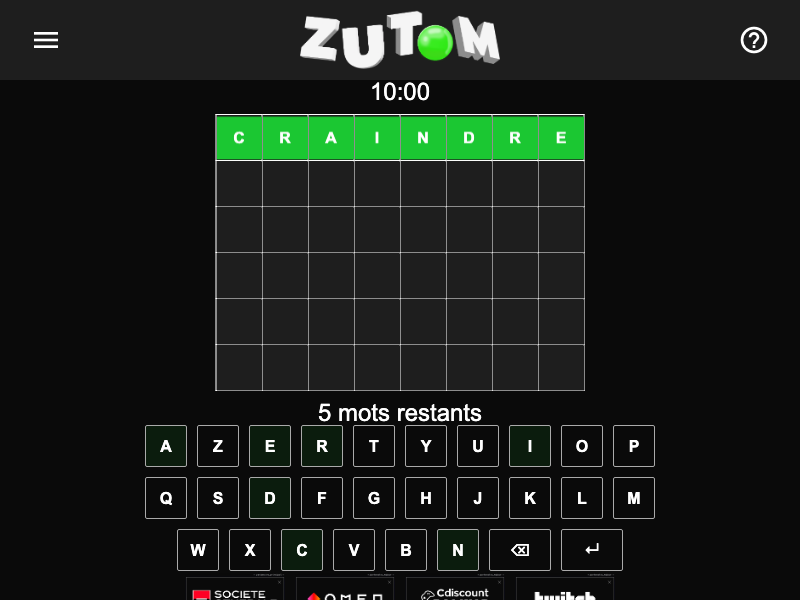 ZUTOM
10:00
C R A I N D R E
5 mots restants
A Z E R T Y U I O P
Q S D F G H J K L M
W X C V B N
SOCIETE
OMEN
Cdiscount
twitch